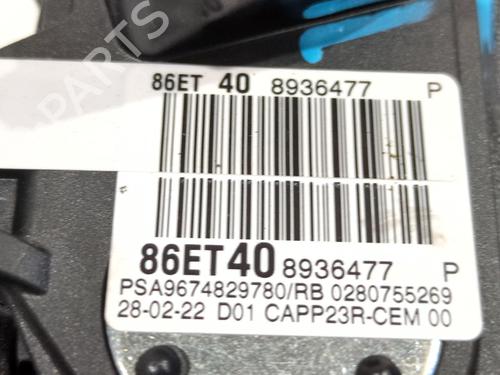 86ET 40 8936477 P
86ET40 8936477 P
PSA9674829780/RB 0280755269
28-02-22 D01 CAPP23R-CEM 00
PARTS